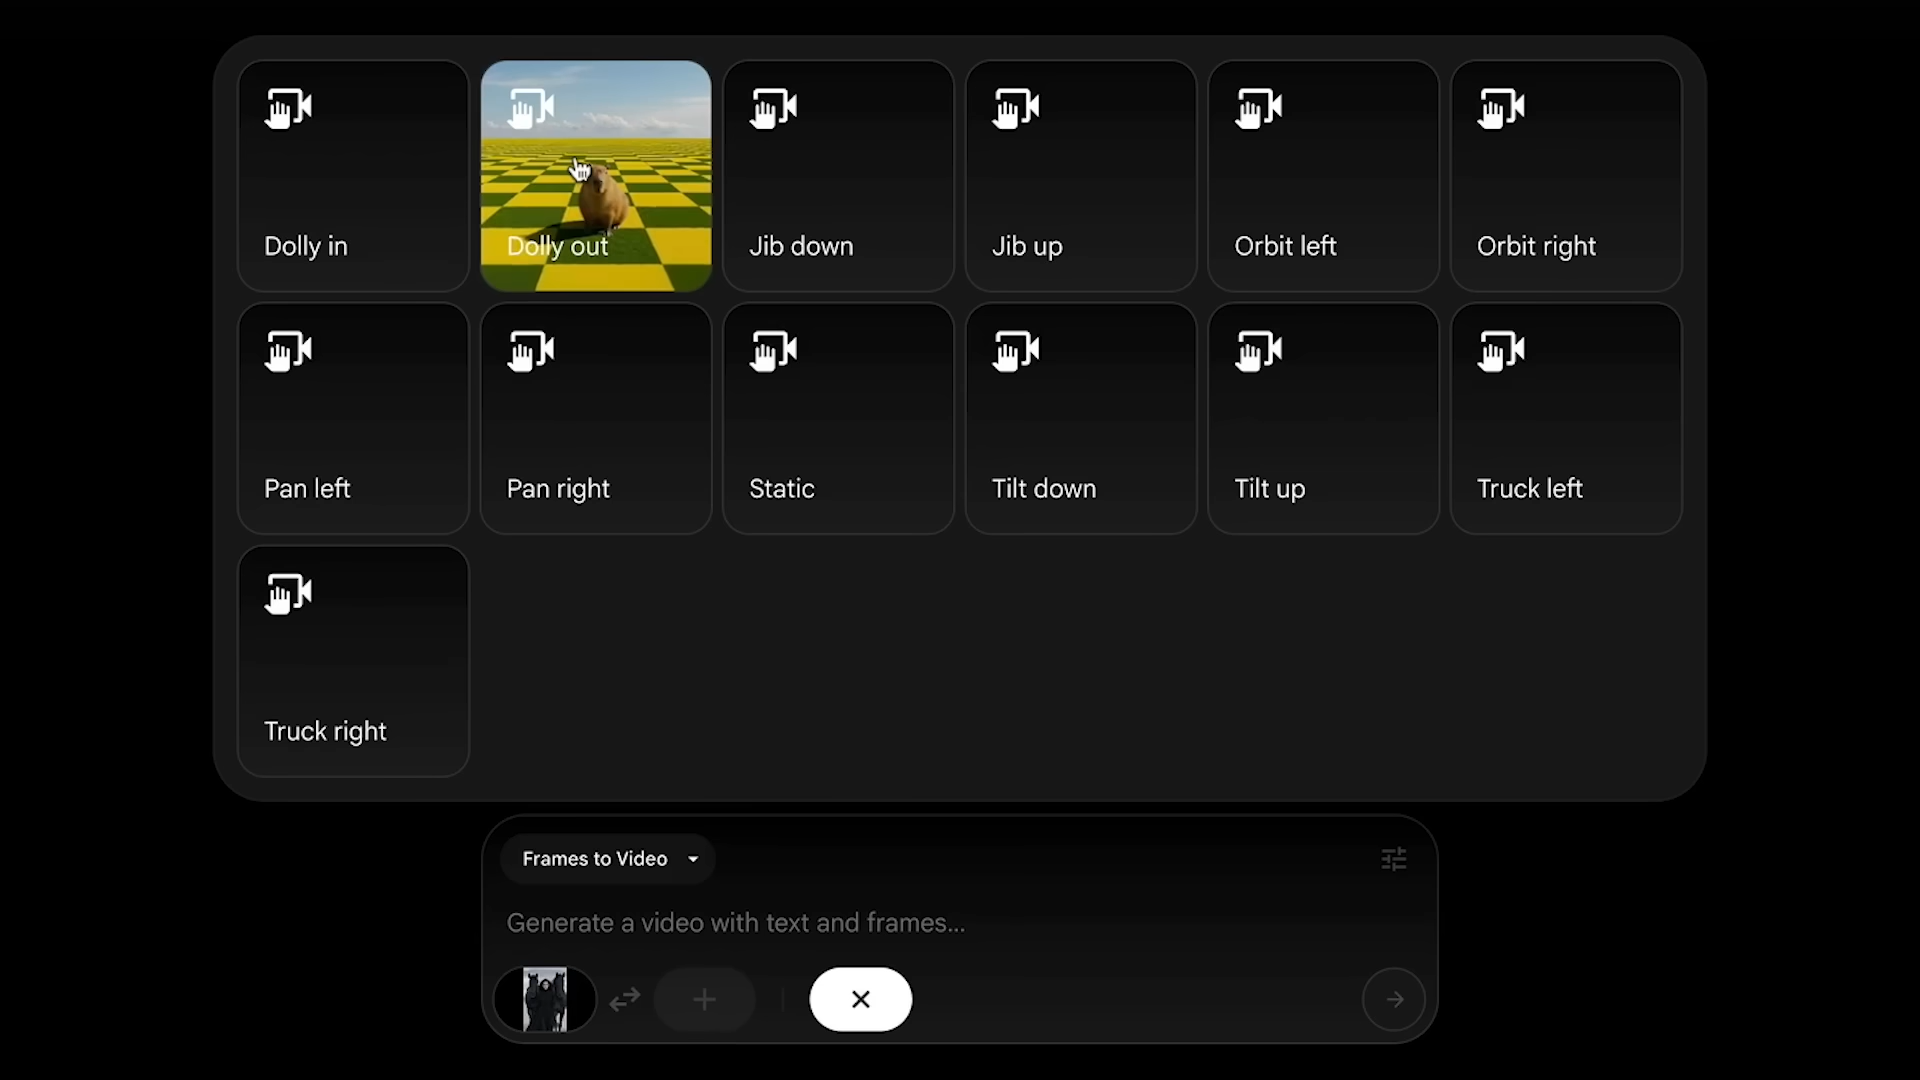 Dolly in
Dolly out
Jib down
Jib up
Orbit left
Orbit right
Pan left
Pan right
Static
Tilt down
Tilt up
Truck left
Truck right
Frames to Video
Generate a video with text and frames...